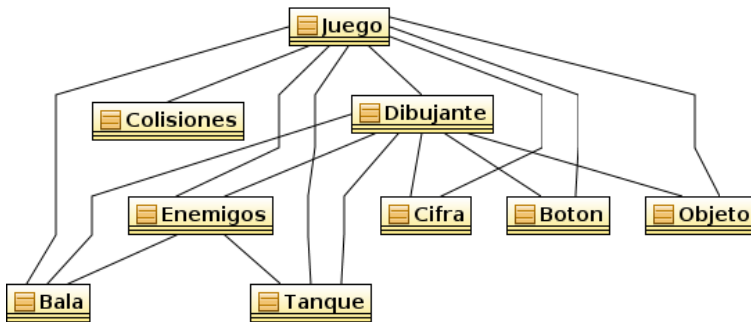 Juego
Colisiones
Dibujante
Enemigos
Cifra
Boton
Objeto
Bala
Tanque